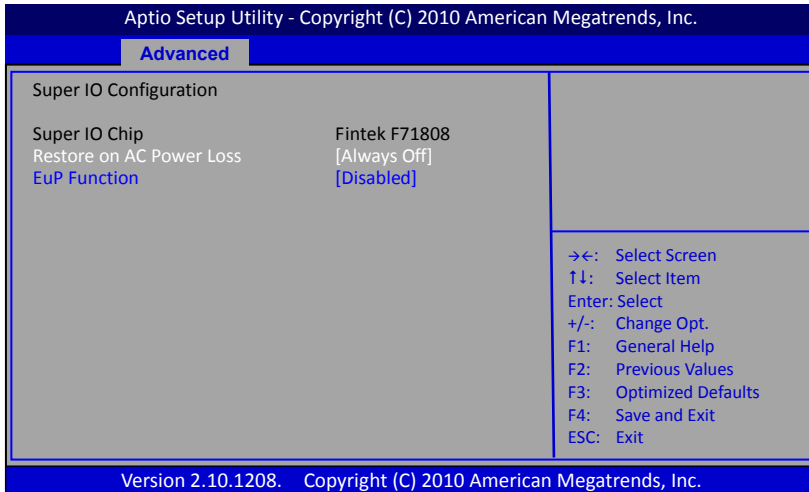 Aptio Setup Utility - Copyright (C) 2010 American Megatrends, Inc.
Advanced
Super IO Configuration
Super IO Chip Fintek F71808
Restore on AC Power Loss [Always Off]
EuP Function [Disabled]
→←: Select Screen
↑↓: Select Item
Enter: Select
+/-: Change Opt.
F1: General Help
F2: Previous Values
F3: Optimized Defaults
F4: Save and Exit
ESC: Exit
Version 2.10.1208. Copyright (C) 2010 American Megatrends, Inc.